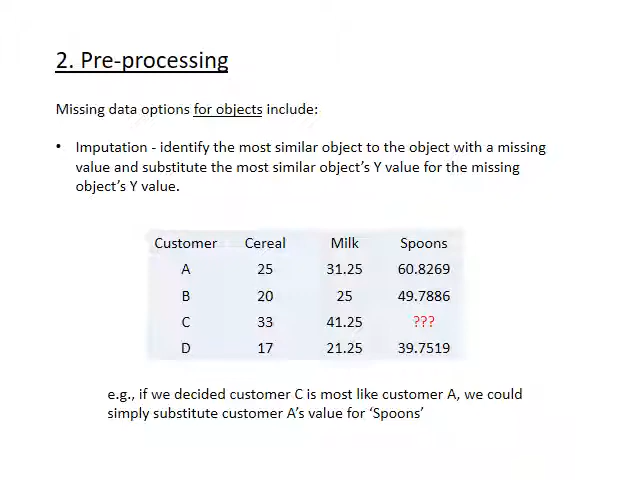 2. Pre-processing
Missing data options for objects include:
• Imputation - identify the most similar object to the object with a missing
value and substitute the most similar object's Y value for the missing
object's Y value.
Customer Cereal Milk Spoons
A 25 31.25 60.8269
B 20 25 49.7886
C 33 41.25 ???
D 17 21.25 39.7519
e.g., if we decided customer C is most like customer A, we could
simply substitute customer A's value for 'Spoons'